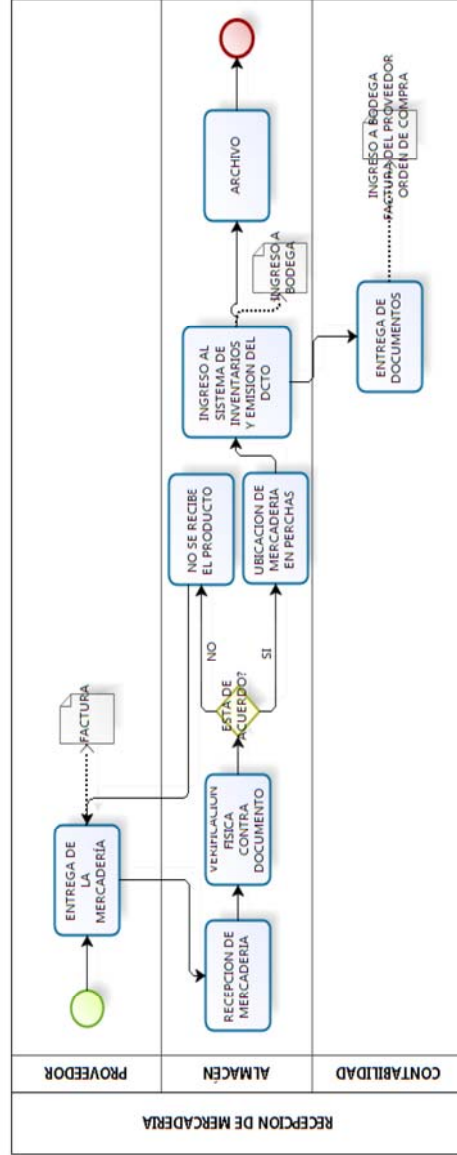 RECEPCION DE MERCADERIA
PROVEEDOR
ENTREGA DE
LA
MERCADERÍA
FACTURA
ALMACÉN
RECEPCION DE
MERCADERIA
VERIFICACION
FISICA
CONTRA
DOCUMENTO
ESTA DE
ACUERDO?
NO
SI
NO SE RECIBE
EL PRODUCTO
UBICACION DE
MERCADERIA
EN PERCHAS
INGRESO AL
SISTEMA DE
INVENTARIOS
Y EMISION DEL
DCTO
INGRESO A
BODEGA
ARCHIVO
CONTABILIDAD
ENTREGA DE
DOCUMENTOS
INGRESO A BODEGA
FACTURA DEL PROVEEDOR
ORDEN DE COMPRA